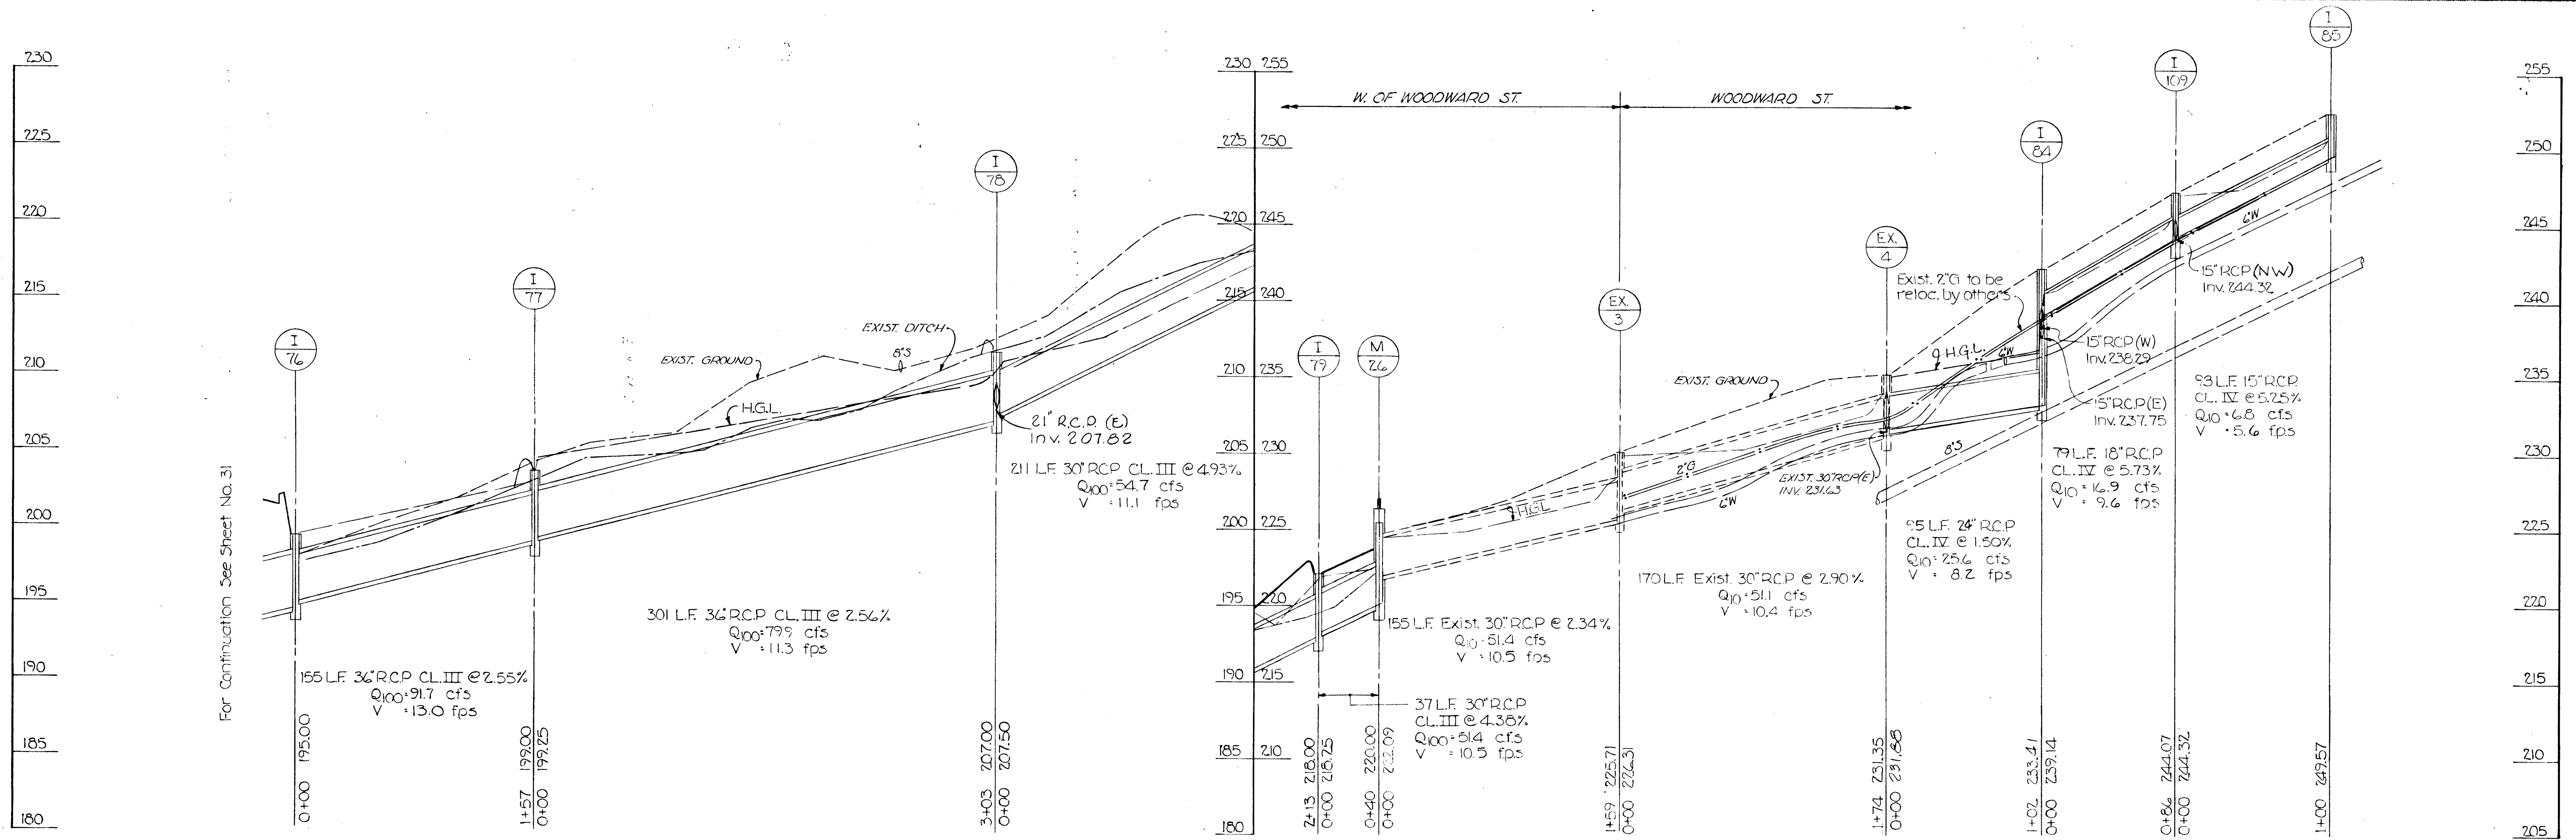 230
225
220
215
210
205
200
195
190
185
180
For Continuation See Sheet No. 31
I
76
I
77
I
78
EXIST. GROUND
8"S
EXIST. DITCH
H.G.L.
21" R.C.P. (E)
Inv. 207.82
211 L.F. 30" RCP CL. III @ 4.93%
Q100=54.7 cfs
V =11.1 fps
301 L.F. 36" R.C.P CL. III @ 2.56%
Q100=79.9 cfs
V =11.3 fps
155 L.F. 36" R.C.P CL. III @ 2.55%
Q100=91.7 cfs
V =13.0 fps
0+00 195.00
1+57 199.00
0+00 199.25
3+03 207.00
0+00 207.50
230 255
225 250
220 245
215 240
210 235
205 230
200 225
195 220
190 215
185 210
180
W. OF WOODWARD ST.
WOODWARD ST.
I
79
M
26
EX.
3
EX.
4
I
84
I
109
I
85
EXIST. GROUND
H.G.L
2"G
6"W
Exist. 2"G to be
reloc. by others
H.G.L.
6"W
6"W
8"S
EXIST. 30"RCP(E)
INV. 231.63
15" RCP (NW)
Inv. 244.32
15" RCP (W)
Inv. 238.29
15" R.C.P (E)
Inv. 237.75
93 L.F. 15" R.C.P.
CL. IV @ 5.25%
Q10=6.8 cfs
V =5.6 fps
79 L.F. 18" R.C.P
CL. IV @ 5.73%
Q10=16.9 cfs
V = 9.6 fps
95 L.F. 24" R.C.P
CL. IV @ 1.50%
Q10=25.6 cfs
V = 8.2 fps
170 L.F. Exist. 30" RCP @ 2.90%
Q10=51.1 cfs
V =10.4 fps
155 L.F. Exist. 30" R.C.P @ 2.34%
Q10=51.4 cfs
V =10.5 fps
37 L.F. 30" R.C.P
CL. III @ 4.38%
Q100=51.4 cfs
V =10.5 fps
2+13 218.00
0+00 218.25
0+40 220.00
0+00 222.09
1+59 225.71
0+00 226.31
1+74 231.35
0+00 231.88
1+02 233.41
0+00 239.14
0+86 244.07
0+00 244.32
1+00 249.57
255
250
245
240
235
230
225
220
215
210
205